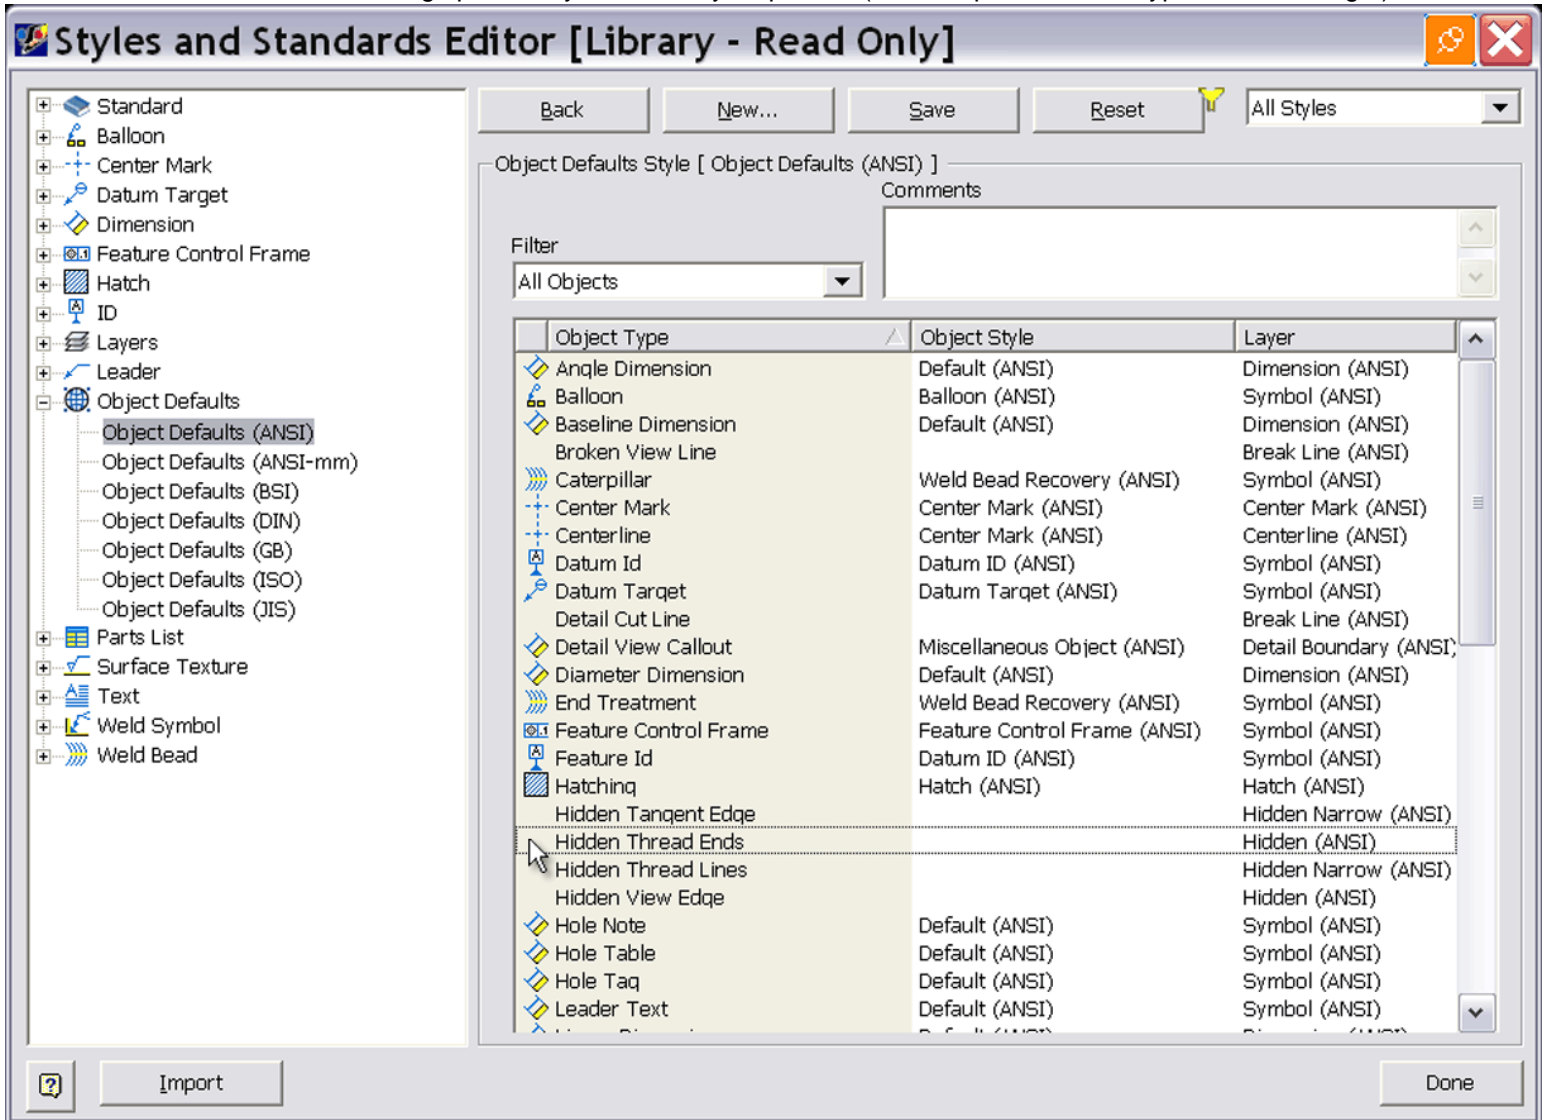 Styles and Standards Editor [Library - Read Only]
Standard
Balloon
Center Mark
Datum Target
Dimension
Feature Control Frame
Hatch
ID
Layers
Leader
Object Defaults
Object Defaults (ANSI)
Object Defaults (ANSI-mm)
Object Defaults (BSI)
Object Defaults (DIN)
Object Defaults (GB)
Object Defaults (ISO)
Object Defaults (JIS)
Parts List
Surface Texture
Text
Weld Symbol
Weld Bead
Back New... Save Reset All Styles
Object Defaults Style [ Object Defaults (ANSI) ]
Comments
Filter
All Objects
Object Type Object Style Layer
Angle Dimension Default (ANSI) Dimension (ANSI)
Balloon Balloon (ANSI) Symbol (ANSI)
Baseline Dimension Default (ANSI) Dimension (ANSI)
Broken View Line Break Line (ANSI)
Caterpillar Weld Bead Recovery (ANSI) Symbol (ANSI)
Center Mark Center Mark (ANSI) Center Mark (ANSI)
Centerline Center Mark (ANSI) Centerline (ANSI)
Datum Id Datum ID (ANSI) Symbol (ANSI)
Datum Target Datum Target (ANSI) Symbol (ANSI)
Detail Cut Line Break Line (ANSI)
Detail View Callout Miscellaneous Object (ANSI) Detail Boundary (ANSI)
Diameter Dimension Default (ANSI) Dimension (ANSI)
End Treatment Weld Bead Recovery (ANSI) Symbol (ANSI)
Feature Control Frame Feature Control Frame (ANSI) Symbol (ANSI)
Feature Id Datum ID (ANSI) Symbol (ANSI)
Hatching Hatch (ANSI) Hatch (ANSI)
Hidden Tangent Edge Hidden Narrow (ANSI)
Hidden Thread Ends Hidden (ANSI)
Hidden Thread Lines Hidden Narrow (ANSI)
Hidden View Edge Hidden (ANSI)
Hole Note Default (ANSI) Symbol (ANSI)
Hole Table Default (ANSI) Symbol (ANSI)
Hole Tag Default (ANSI) Symbol (ANSI)
Leader Text Default (ANSI) Symbol (ANSI)
Import Done